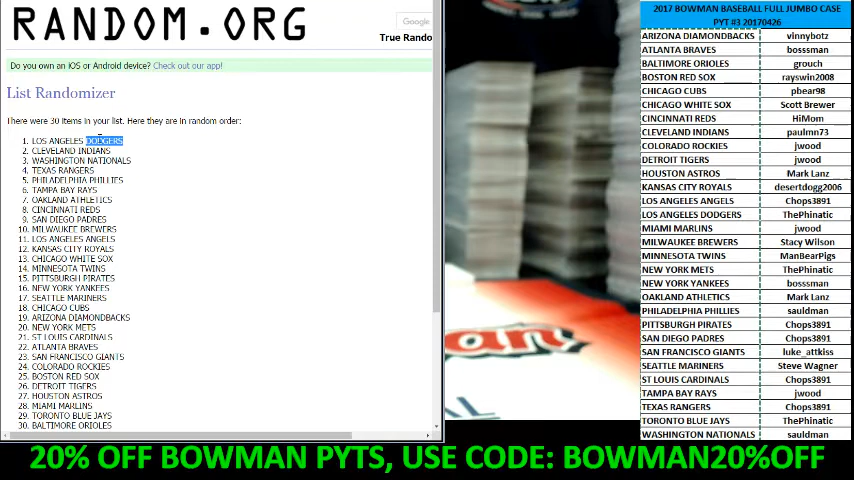 RANDOM.ORG
Google
True Rando
Do you own an iOS or Android device? Check out our app!
List Randomizer
There were 30 items in your list. Here they are in random order:
1. LOS ANGELES DODGERS
2. CLEVELAND INDIANS
3. WASHINGTON NATIONALS
4. TEXAS RANGERS
5. PHILADELPHIA PHILLIES
6. TAMPA BAY RAYS
7. OAKLAND ATHLETICS
8. CINCINNATI REDS
9. SAN DIEGO PADRES
10. MILWAUKEE BREWERS
11. LOS ANGELES ANGELS
12. KANSAS CITY ROYALS
13. CHICAGO WHITE SOX
14. MINNESOTA TWINS
15. PITTSBURGH PIRATES
16. NEW YORK YANKEES
17. SEATTLE MARINERS
18. CHICAGO CUBS
19. ARIZONA DIAMONDBACKS
20. NEW YORK METS
21. ST LOUIS CARDINALS
22. ATLANTA BRAVES
23. SAN FRANCISCO GIANTS
24. COLORADO ROCKIES
25. BOSTON RED SOX
26. DETROIT TIGERS
27. HOUSTON ASTROS
28. MIAMI MARLINS
29. TORONTO BLUE JAYS
30. BALTIMORE ORIOLES
2017 BOWMAN BASEBALL FULL JUMBO CASE
PYT #3 20170426
ARIZONA DIAMONDBACKS vinnybotz
ATLANTA BRAVES bosssman
BALTIMORE ORIOLES grouch
BOSTON RED SOX rayswin2008
CHICAGO CUBS pbear98
CHICAGO WHITE SOX Scott Brewer
CINCINNATI REDS HiMom
CLEVELAND INDIANS paulmn73
COLORADO ROCKIES jwood
DETROIT TIGERS jwood
HOUSTON ASTROS Mark Lanz
KANSAS CITY ROYALS desertdogg2006
LOS ANGELES ANGELS Chops3891
LOS ANGELES DODGERS ThePhinatic
MIAMI MARLINS jwood
MILWAUKEE BREWERS Stacy Wilson
MINNESOTA TWINS ManBearPigs
NEW YORK METS ThePhinatic
NEW YORK YANKEES bosssman
OAKLAND ATHLETICS Mark Lanz
PHILADELPHIA PHILLIES sauldman
PITTSBURGH PIRATES Chops3891
SAN DIEGO PADRES Chops3891
SAN FRANCISCO GIANTS luke_attkiss
SEATTLE MARINERS Steve Wagner
ST LOUIS CARDINALS Chops3891
TAMPA BAY RAYS jwood
TEXAS RANGERS Chops3891
TORONTO BLUE JAYS ThePhinatic
WASHINGTON NATIONALS sauldman
20% OFF BOWMAN PYTS, USE CODE: BOWMAN20%OFF